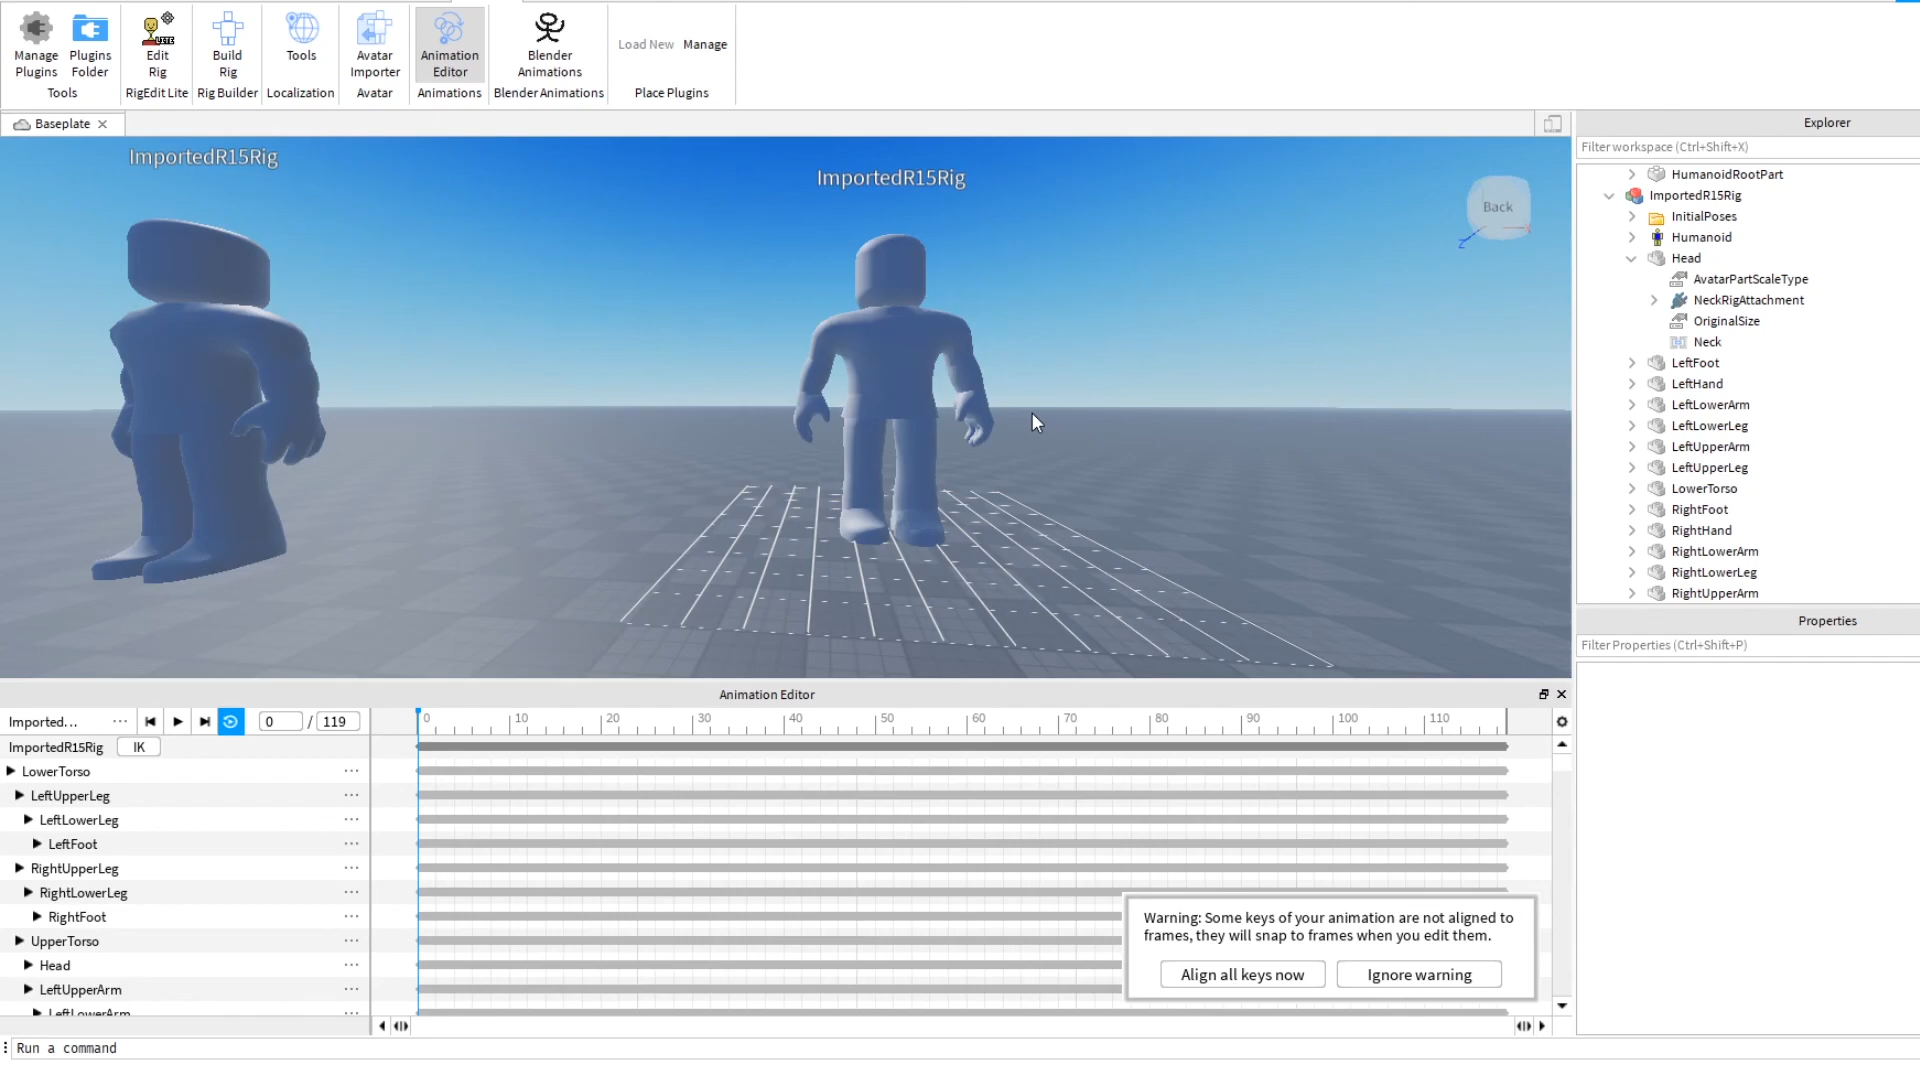 Manage Plugins
Plugins Folder
Tools
Edit Rig
LITE
RigEdit Lite
Build Rig
Rig Builder
Tools
Localization
Avatar Importer
Avatar
Animation Editor
Animations
Blender Animations
Blender Animations
Load New Manage
Place Plugins
Baseplate
ImportedR15Rig
ImportedR15Rig
Back
Z
Explorer
Filter workspace (Ctrl+Shift+X)
HumanoidRootPart
ImportedR15Rig
InitialPoses
Humanoid
Head
AvatarPartScaleType
NeckRigAttachment
OriginalSize
Neck
LeftFoot
LeftHand
LeftLowerArm
LeftLowerLeg
LeftUpperArm
LeftUpperLeg
LowerTorso
RightFoot
RightHand
RightLowerArm
RightLowerLeg
RightUpperArm
Properties
Filter Properties (Ctrl+Shift+P)
Animation Editor
Imported... ... 0 / 119
0 10 20 30 40 50 60 70 80 90 100 110
ImportedR15Rig IK
LowerTorso ...
LeftUpperLeg ...
LeftLowerLeg ...
LeftFoot ...
RightUpperLeg ...
RightLowerLeg ...
RightFoot ...
UpperTorso ...
Head ...
LeftUpperArm ...
LeftLowerArm ...
Warning: Some keys of your animation are not aligned to
frames, they will snap to frames when you edit them.
Align all keys now Ignore warning
Run a command